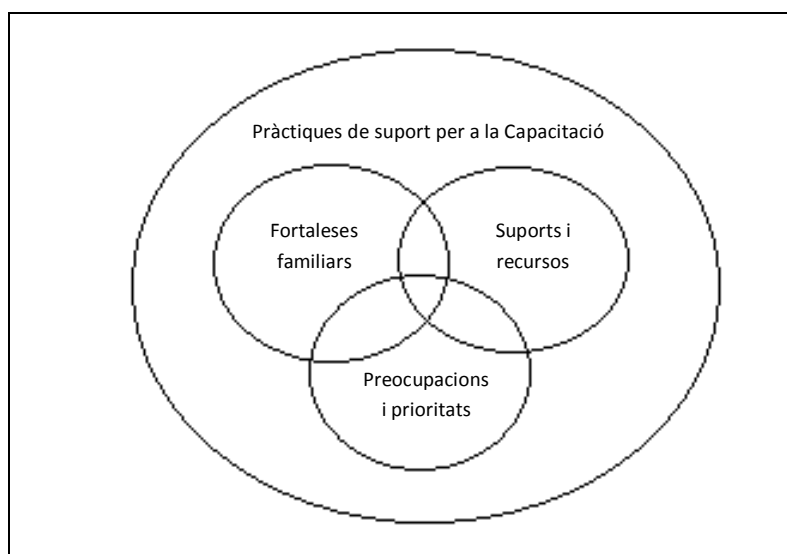 Pràctiques de suport per a la Capacitació
Fortaleses
familiars
Suports i
recursos
Preocupacions
i prioritats